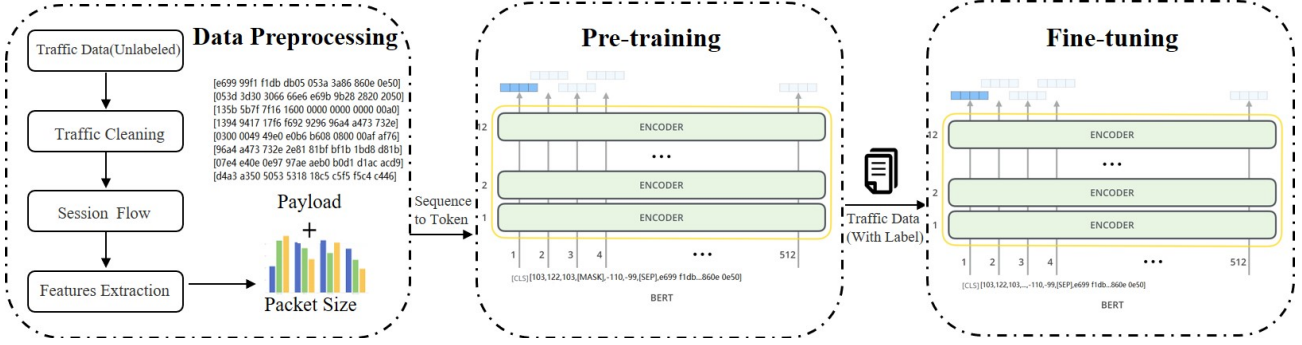 Data Preprocessing
Traffic Data(Unlabeled)
Traffic Cleaning
Session Flow
Features Extraction
[e699 99f1 f1db db05 053a 3a86 860e 0e50]
[053d 3d30 3066 66e6 e69b 9b28 2820 2050]
[135b 5b7f 7f16 1600 0000 0000 0000 00a0]
[1394 9417 17f6 f692 9296 96a4 a473 732e]
[0300 0049 49e0 e0b6 b608 0800 00af af76]
[96a4 a473 732e 2e81 81bf bf1b 1bd8 d81b]
[07e4 e40e 0e97 97ae aeb0 b0d1 d1ac acd9]
[d4a3 a350 5053 5318 18c5 c5f5 f5c4 c446]
Payload
+
Packet Size
Sequence
to Token
Pre-training
12
ENCODER
...
2
ENCODER
1
ENCODER
1 2 3 4 ... 512
[CLS] [103,122,103,[MASK],-110,-99,[SEP],e699 f1db...860e 0e50]
BERT
Traffic Data
(With Label)
Fine-tuning
12
ENCODER
...
2
ENCODER
1
ENCODER
1 2 3 4 ... 512
[CLS] [103,122,103,...,-110,-99,[SEP],e699 f1db...860e 0e50]
BERT